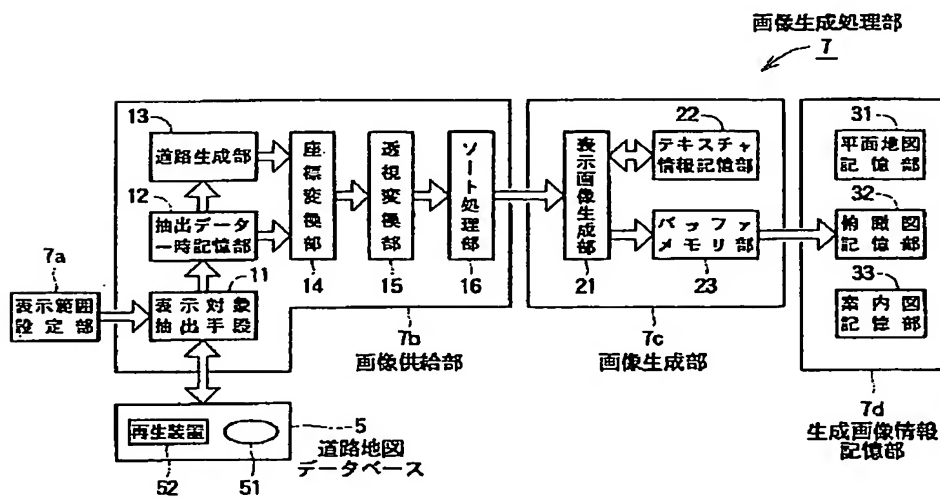 画像生成処理部
7
13
道路生成部
12
抽出データ
一時記憶部
11
表示対象
抽出手段
7a
表示範囲
設定部
座標変換部
14
透視変換部
15
ソート処理部
16
7b
画像供給部
表示画像生成部
21
22
テキスチャ
情報記憶部
バッファ
メモリ部
23
7c
画像生成部
31
平面地図
記憶部
32
俯瞰図
記憶部
33
案内図
記憶部
7d
生成画像情報
記憶部
再生装置
52
51
5
道路地図
データベース